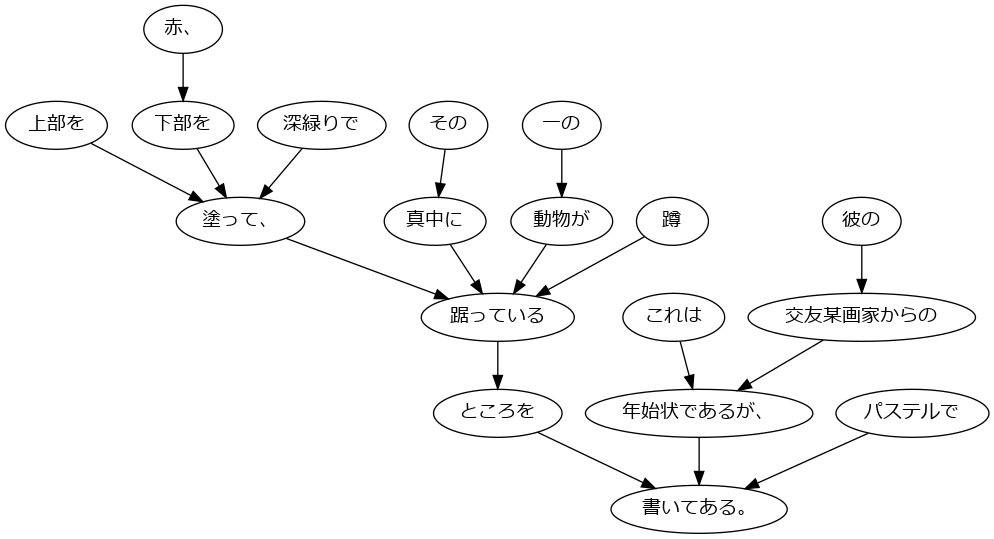 赤、
上部を
下部を
深緑りで
その
一の
塗って、
真中に
動物が
蹲
彼の
踞っている
これは
交友某画家からの
ところを
年始状であるが、
パステルで
書いてある。